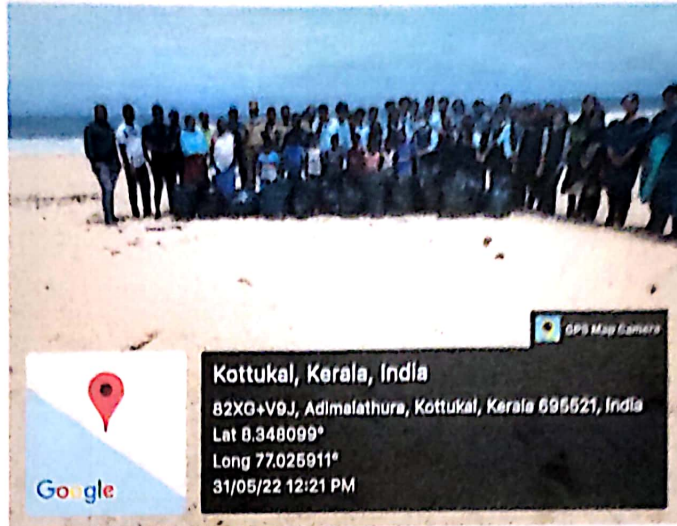 GPS Map Camera
Kottukal, Kerala, India
82XG+V9J, Adimalathura, Kottukal, Kerala 695521, India
Lat 8.348099°
Long 77.025911°
31/05/22 12:21 PM
Google